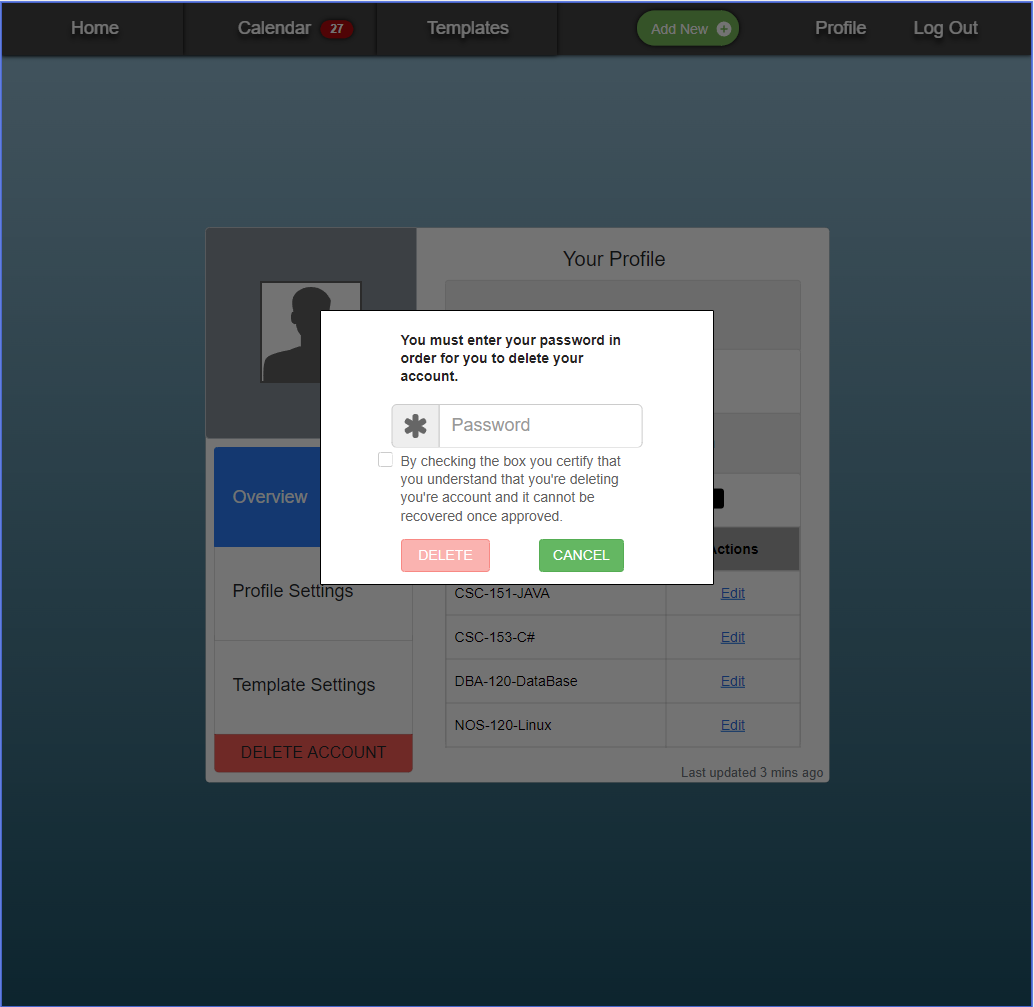 Home Calendar 27 Templates Add New Profile Log Out
Your Profile
You must enter your password in
order for you to delete your
account.
Password
By checking the box you certify that
you understand that you're deleting
you're account and it cannot be
recovered once approved.
DELETE CANCEL
Overview
Profile Settings
Template Settings
DELETE ACCOUNT
Actions
CSC-151-JAVA Edit
CSC-153-C# Edit
DBA-120-DataBase Edit
NOS-120-Linux Edit
Last updated 3 mins ago